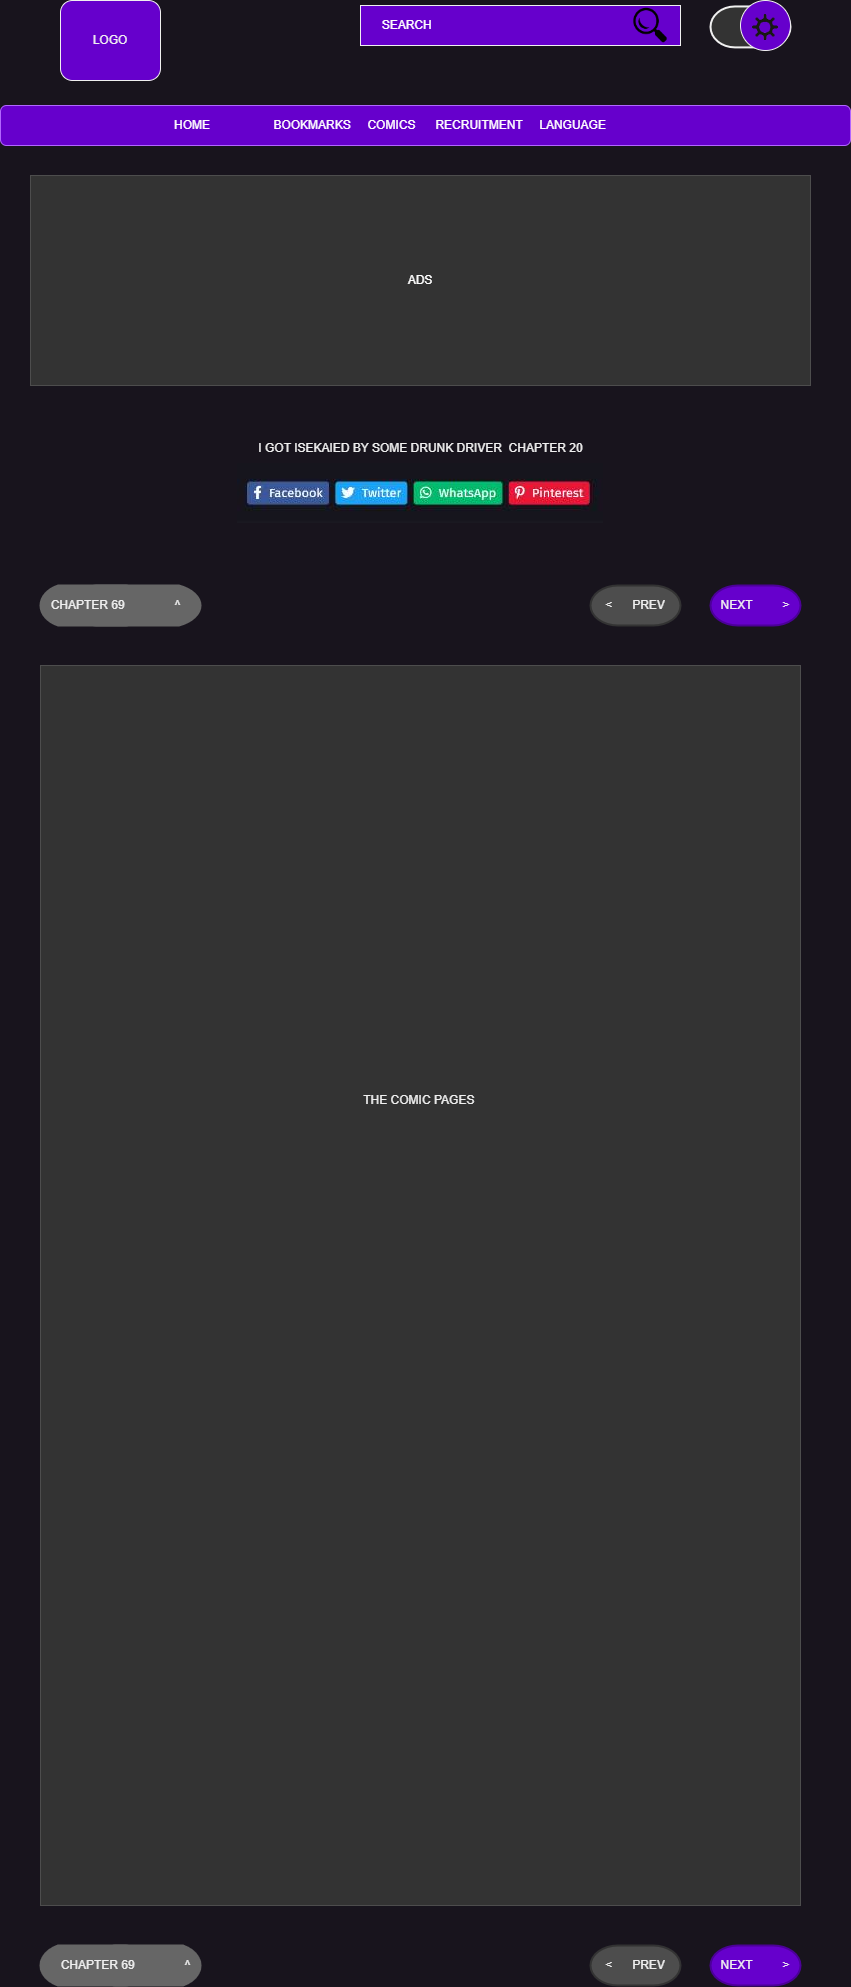 LOGO
SEARCH
HOME BOOKMARKS COMICS RECRUITMENT LANGUAGE
ADS
I GOT ISEKAIED BY SOME DRUNK DRIVER  CHAPTER 20
Facebook Twitter WhatsApp Pinterest
CHAPTER 69 ^ < PREV NEXT >
THE COMIC PAGES
CHAPTER 69 ^ < PREV NEXT >